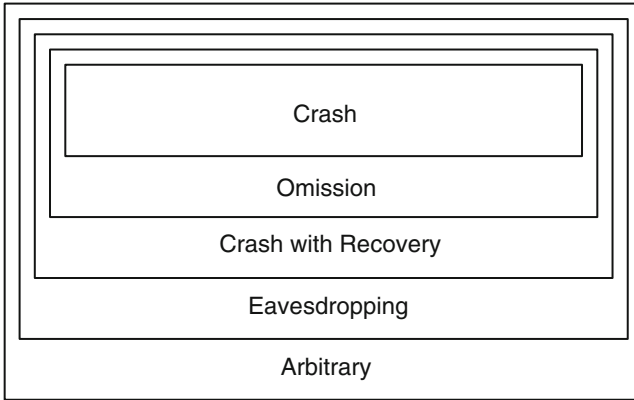 Crash
Omission
Crash with Recovery
Eavesdropping
Arbitrary